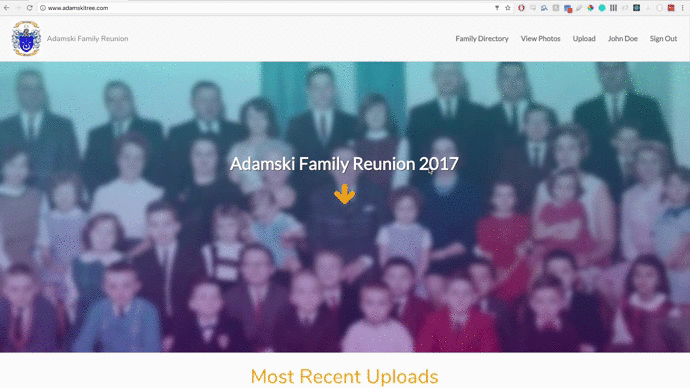 www.adamskitree.com
Adamski Family Reunion
Family Directory
View Photos
Upload
John Doe
Sign Out
Adamski Family Reunion 2017
Most Recent Uploads